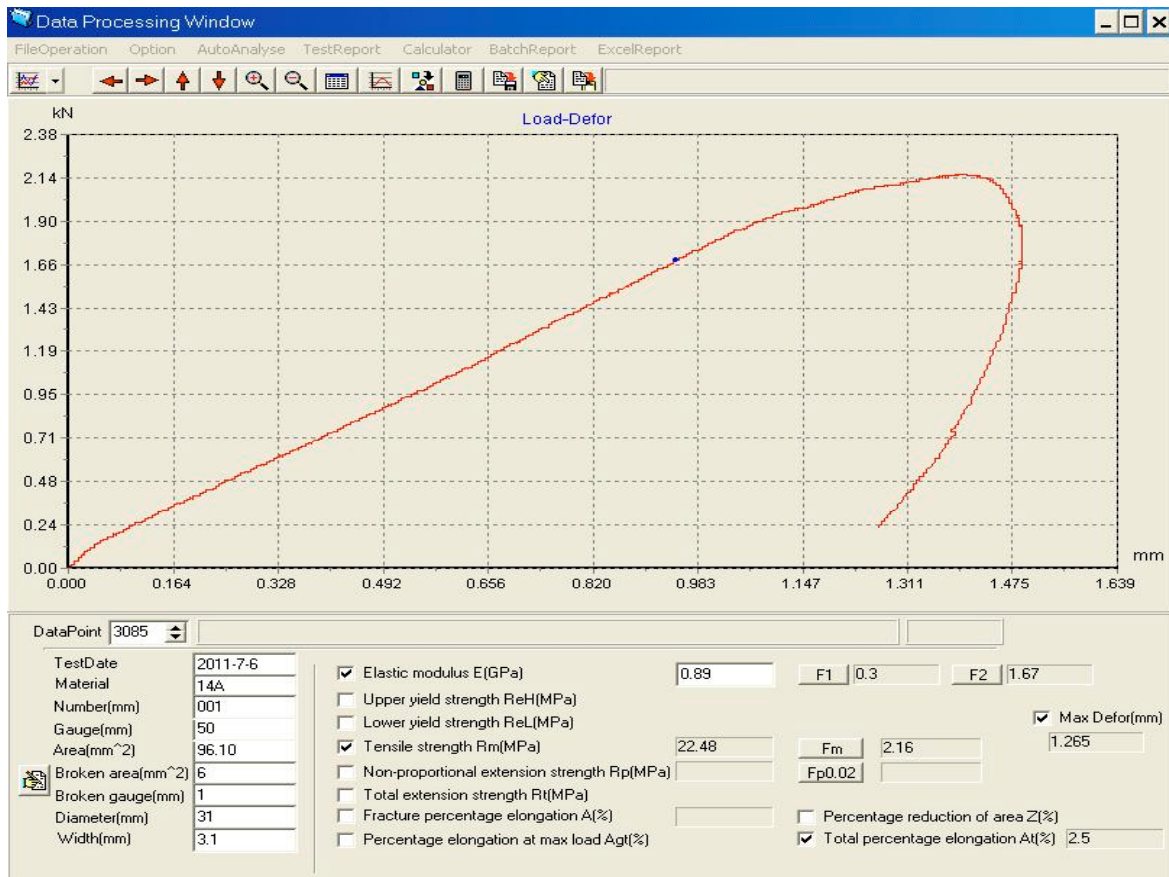 Data Processing Window
FileOperation Option AutoAnalyse TestReport Calculator BatchReport ExcelReport
kN
Load-Defor
2.38
2.14
1.90
1.66
1.43
1.19
0.95
0.71
0.48
0.24
0.00
mm
0.000 0.164 0.328 0.492 0.656 0.820 0.983 1.147 1.311 1.475 1.639
DataPoint 3085
TestDate 2011-7-6
Material 14A
Number(mm) 001
Gauge(mm) 50
Area(mm^2) 96.10
Broken area(mm^2) 6
Broken gauge(mm) 1
Diameter(mm) 31
Width(mm) 3.1
Elastic modulus E(GPa) 0.89 F1 0.3 F2 1.67
Upper yield strength ReH(MPa)
Lower yield strength ReL(MPa) Max Defor(mm)
Tensile strength Rm(MPa) 22.48 Fm 2.16 1.265
Non-proportional extension strength Rp(MPa) Fp0.02
Total extension strength Rt(MPa)
Fracture percentage elongation A(%) Percentage reduction of area Z(%)
Percentage elongation at max load Agt(%) Total percentage elongation At(%) 2.5